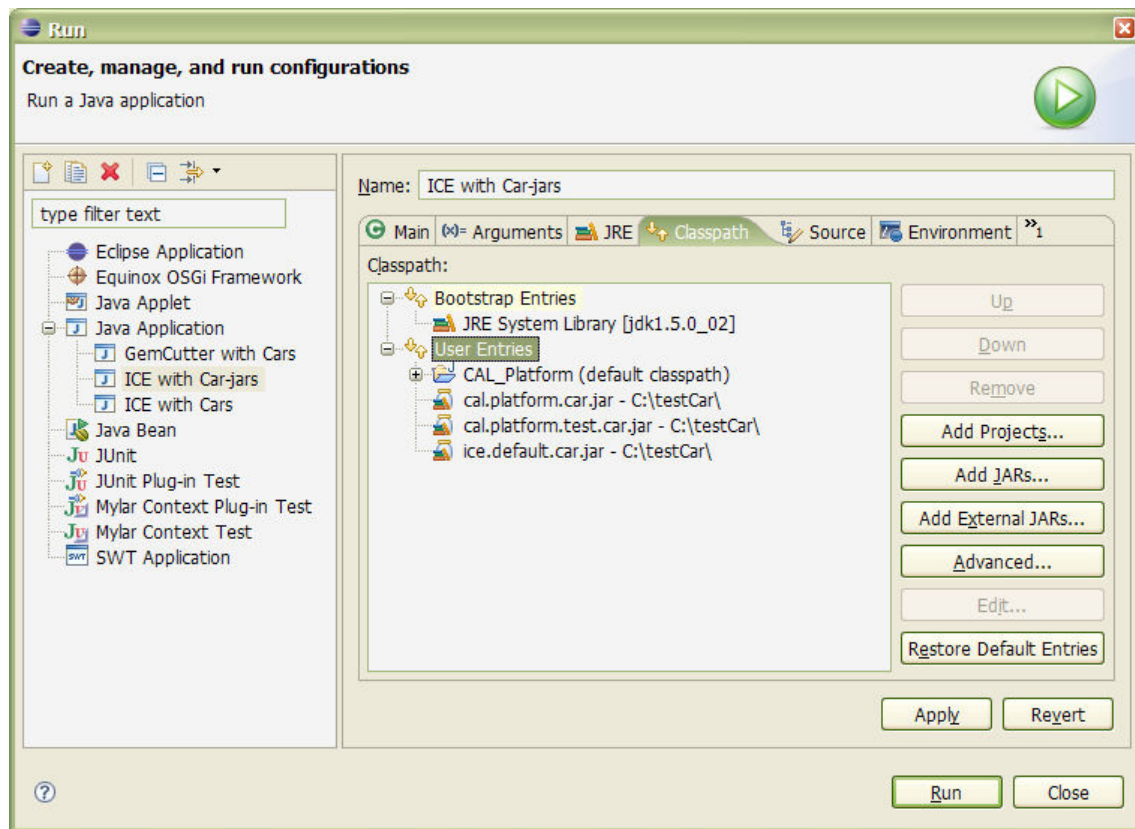 Run
Create, manage, and run configurations
Run a Java application
type filter text
Eclipse Application
Equinox OSGi Framework
Java Applet
Java Application
GemCutter with Cars
ICE with Car-jars
ICE with Cars
Java Bean
Ju JUnit
JUnit Plug-in Test
Mylar Context Plug-in Test
Mylar Context Test
SWT SWT Application
Name: ICE with Car-jars
Main (x)= Arguments JRE Classpath Source Environment »1
Classpath:
Bootstrap Entries
JRE System Library [jdk1.5.0_02]
User Entries
CAL_Platform (default classpath)
cal.platform.car.jar - C:\testCar\
cal.platform.test.car.jar - C:\testCar\
ice.default.car.jar - C:\testCar\
Up
Down
Remove
Add Projects...
Add JARs...
Add External JARs...
Advanced...
Edit...
Restore Default Entries
Apply Revert
? Run Close